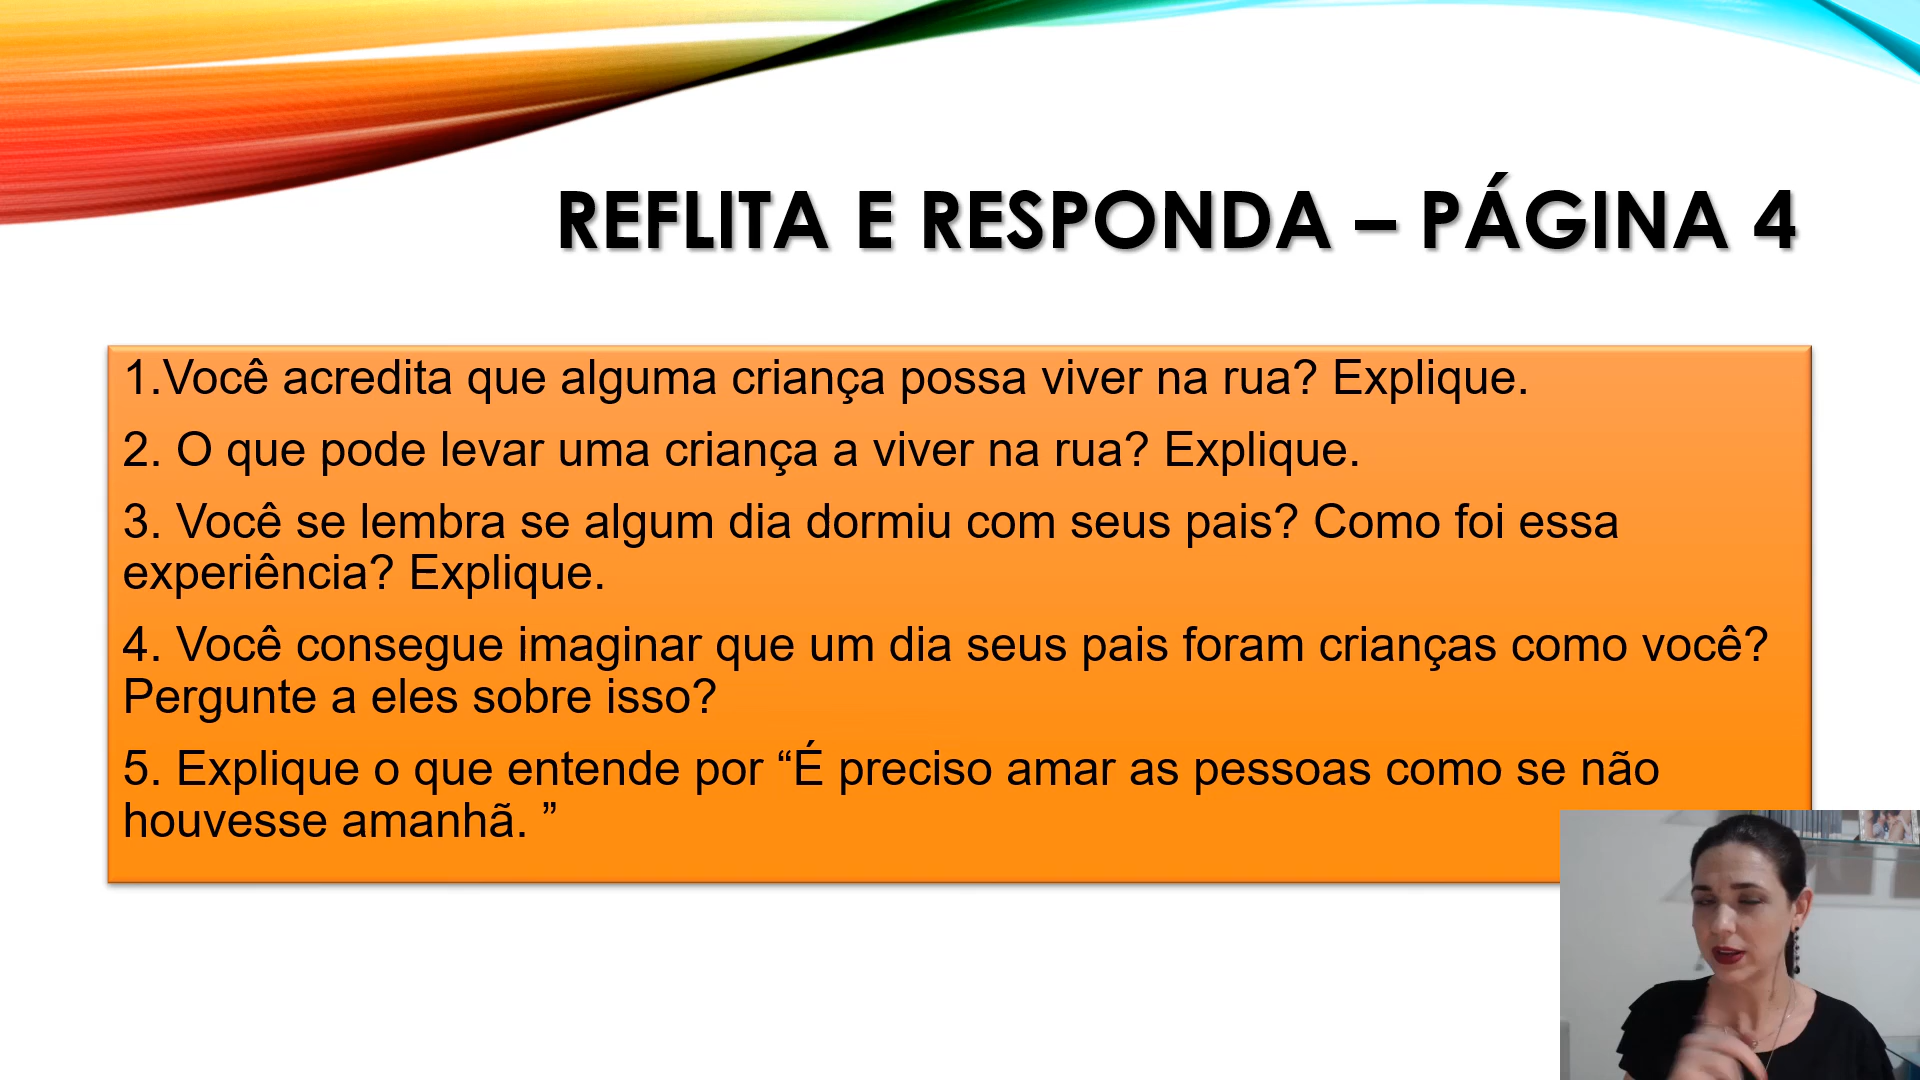 REFLITA E RESPONDA – PÁGINA 4
1.Você acredita que alguma criança possa viver na rua? Explique.
2. O que pode levar uma criança a viver na rua? Explique.
3. Você se lembra se algum dia dormiu com seus pais? Como foi essa
experiência? Explique.
4. Você consegue imaginar que um dia seus pais foram crianças como você?
Pergunte a eles sobre isso?
5. Explique o que entende por “É preciso amar as pessoas como se não
houvesse amanhã. ”